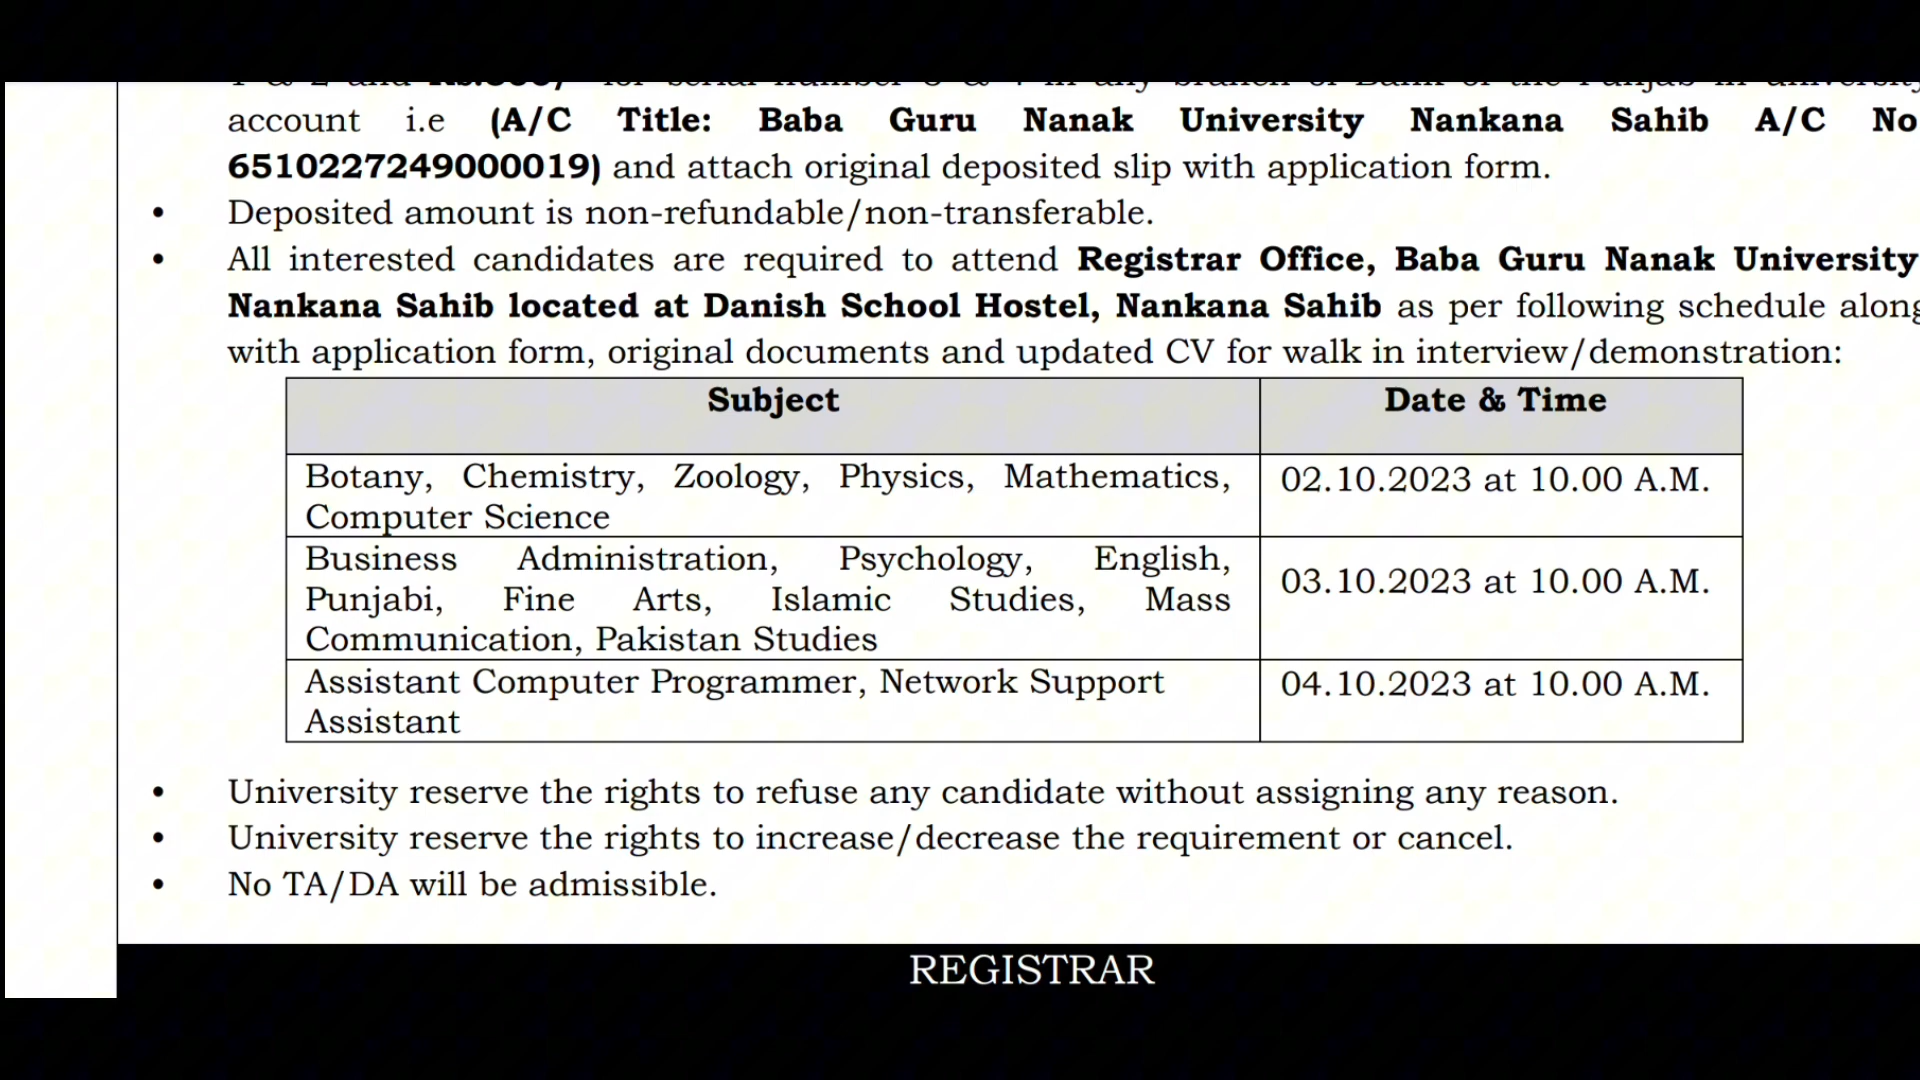 account i.e (A/C Title: Baba Guru Nanak University Nankana Sahib A/C No
6510227249000019) and attach original deposited slip with application form.
• Deposited amount is non-refundable/non-transferable.
• All interested candidates are required to attend Registrar Office, Baba Guru Nanak University
Nankana Sahib located at Danish School Hostel, Nankana Sahib as per following schedule along
with application form, original documents and updated CV for walk in interview/demonstration:
Subject Date & Time
Botany, Chemistry, Zoology, Physics, Mathematics,
Computer Science
02.10.2023 at 10.00 A.M.
Business Administration, Psychology, English,
Punjabi, Fine Arts, Islamic Studies, Mass
Communication, Pakistan Studies
03.10.2023 at 10.00 A.M.
Assistant Computer Programmer, Network Support
Assistant
04.10.2023 at 10.00 A.M.
• University reserve the rights to refuse any candidate without assigning any reason.
• University reserve the rights to increase/decrease the requirement or cancel.
• No TA/DA will be admissible.
REGISTRAR